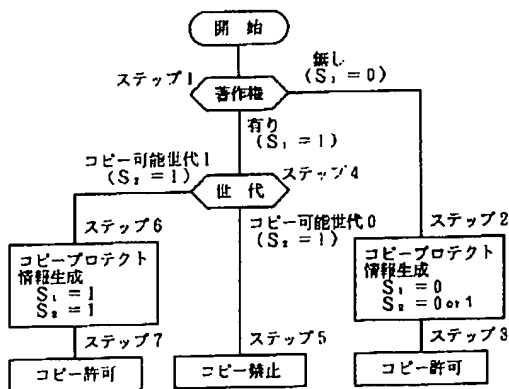 開始
無し
(S₁=0)
ステップ1
著作権
有り
(S₁=1)
コピー可能世代1
(S₂=1)
ステップ4
世代
コピー可能世代0
(S₂=1)
ステップ6
ステップ2
コピープロテクト
情報生成
S₁=1
S₂=1
コピープロテクト
情報生成
S₁=0
S₂=0 or 1
ステップ7
ステップ5
ステップ3
コピー許可
コピー禁止
コピー許可